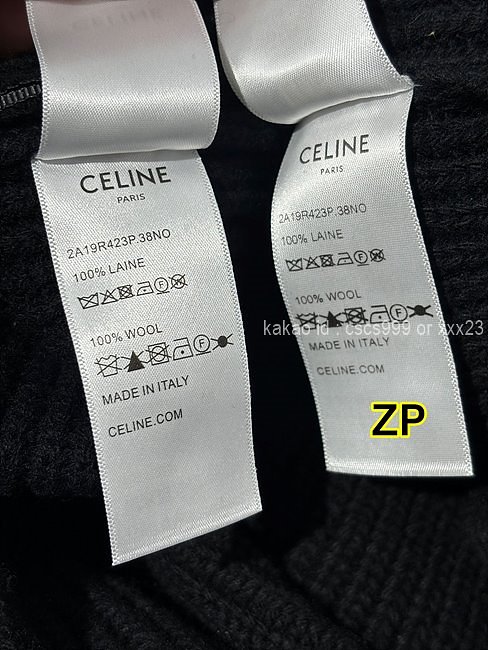 CELINE
PARIS
2A19R423P.38NO
100% LAINE
100% WOOL
MADE IN ITALY
CELINE.COM
CELINE
PARIS
2A19R423P.38NO
100% LAINE
100% WOOL
kakao id : cscs999 or xxx23
MADE IN ITALY
CELINE.COM
ZP